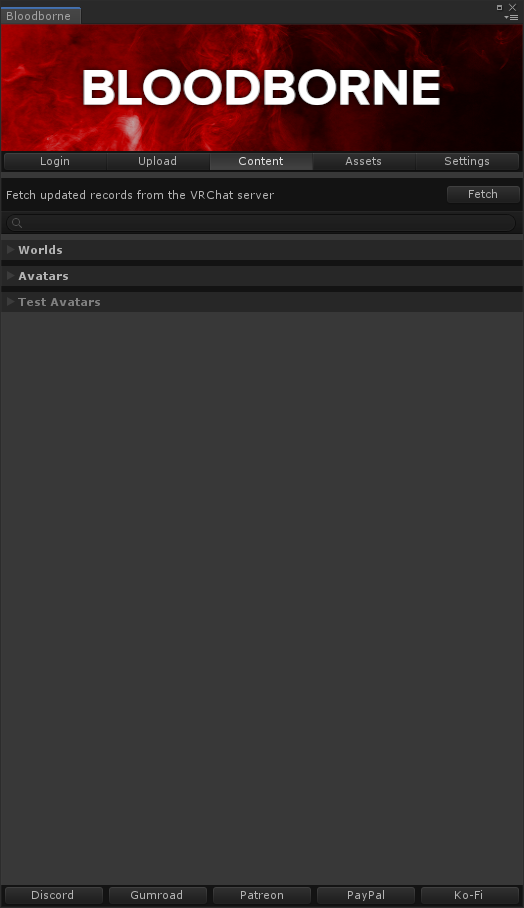 Bloodborne
BLOODBORNE
Login Upload Content Assets Settings
Fetch updated records from the VRChat server Fetch
Worlds
Avatars
Test Avatars
Discord Gumroad Patreon PayPal Ko-Fi